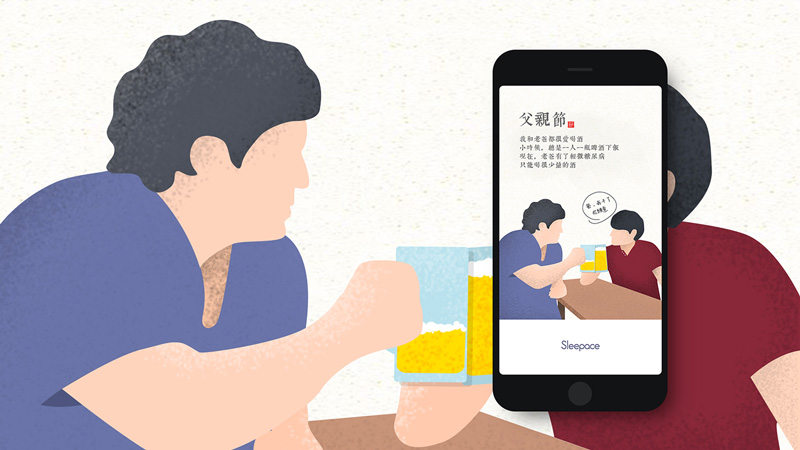 父親節
我和老爸都很愛喝酒
小時候，總是一人一瓶啤酒下飯
現在，老爸有了輕微糖尿病
只能喝很少量的酒
Sleepace